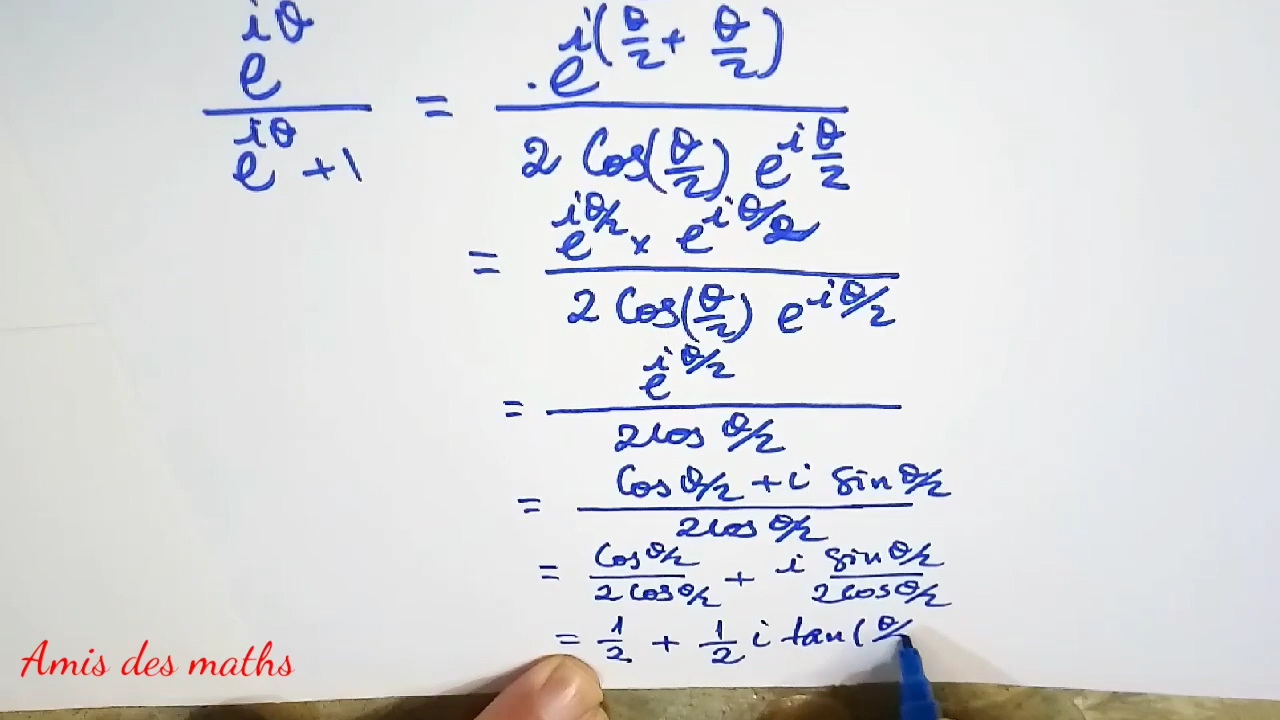 e^{iθ} / (e^{iθ} + 1) = .e^{i(θ/2 + θ/2)} / (2 Cos(θ/2) e^{iθ/2})
= (e^{iθ/2} × e^{iθ/2}) / (2 Cos(θ/2) e^{iθ/2})
= e^{iθ/2} / (2cos θ/2)
= (Cos θ/2 + i sin θ/2) / (2cos θ/2)
= Cos θ/2 / (2 cos θ/2) + i sin θ/2 / (2cos θ/2)
= 1/2 + 1/2 i tan(θ/
Amis des maths